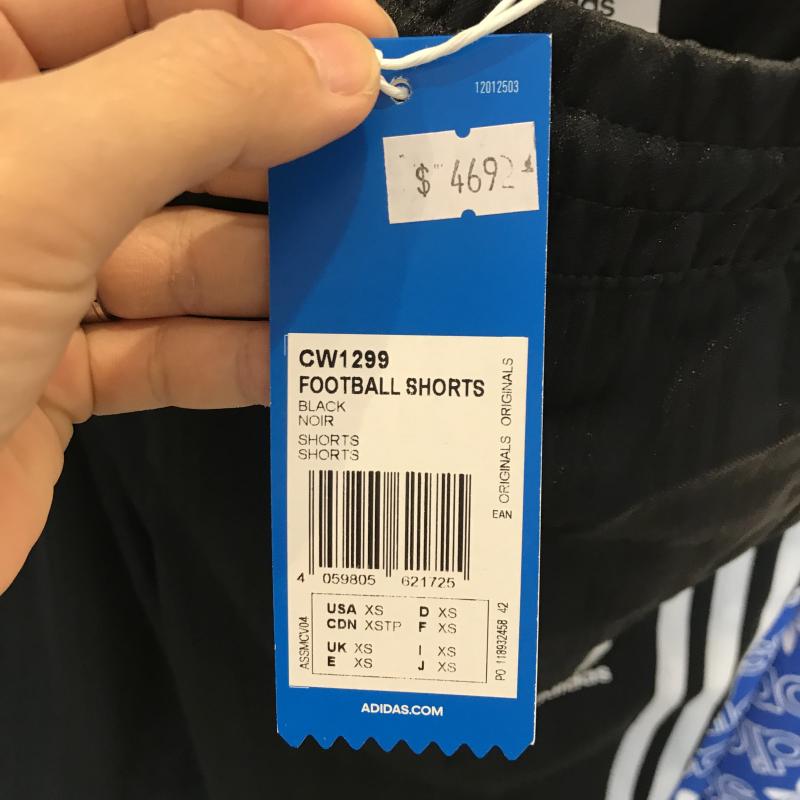 12012503
$ 469
CW1299
FOOTBALL SHORTS
BLACK
NOIR
SHORTS
SHORTS
ORIGINALS ORIGINALS
EAN
4 059805 621725
USA XS D XS
CDN XSTP F XS
UK XS I XS
E XS J XS
ASSMCV04
PO 118932458 42
ADIDAS.COM